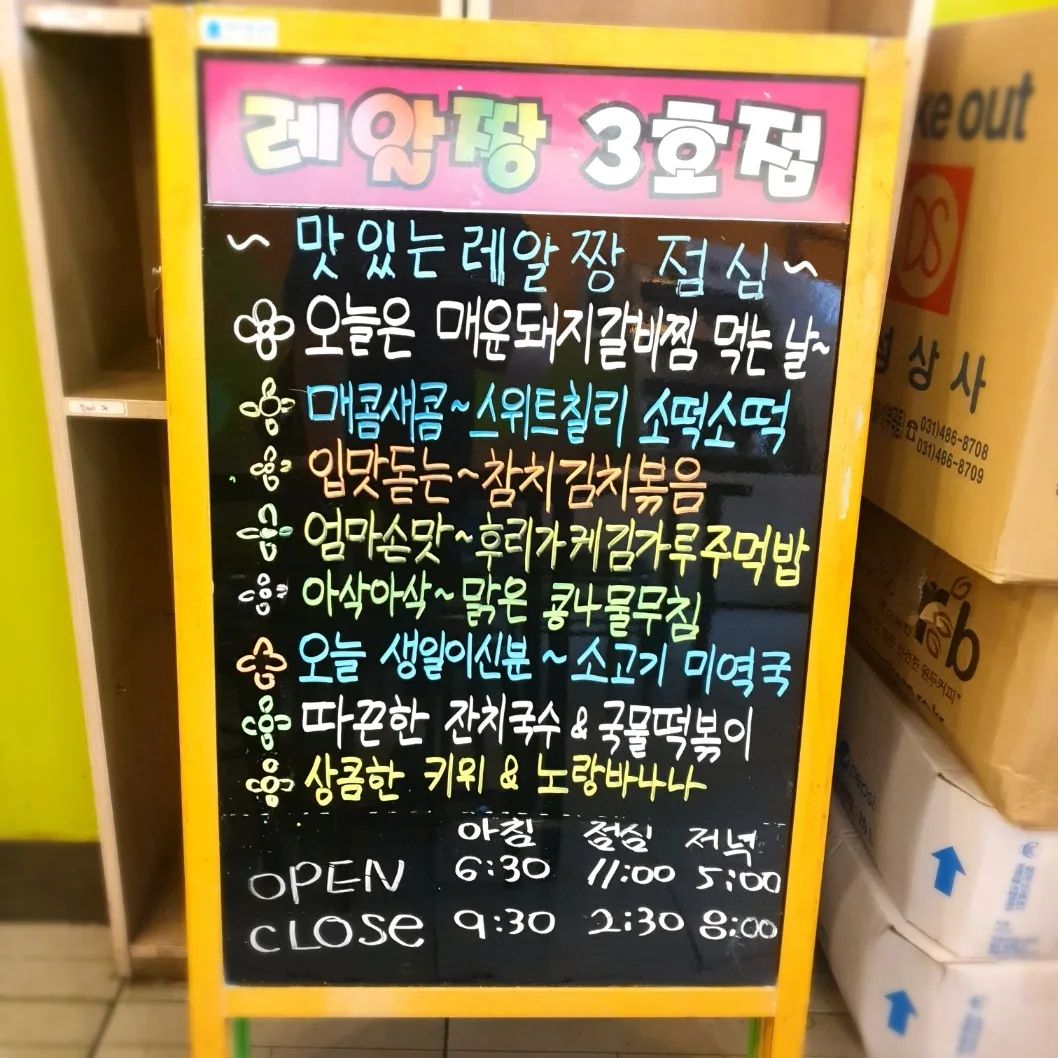 레알짱 3호점
~ 맛있는 레알짱 점심 ~
오늘은 매운돼지갈비찜 먹는 날~
매콤새콤~스위트칠리 소떡소떡
입맛돋는~참치김치볶음
엄마손맛~후리가케김가루주먹밥
아삭아삭~맑은 콩나물무침
오늘 생일이신분~소고기 미역국
따끈한 잔치국수 & 국물떡볶이
상콤한 키위 & 노랑바나나
아침 점심 저녁
OPEN 6:30 11:00 5:00
CLOSe 9:30 2:30 8:00
ke out
DS
상사
☎031)486-8708
031)486-8709